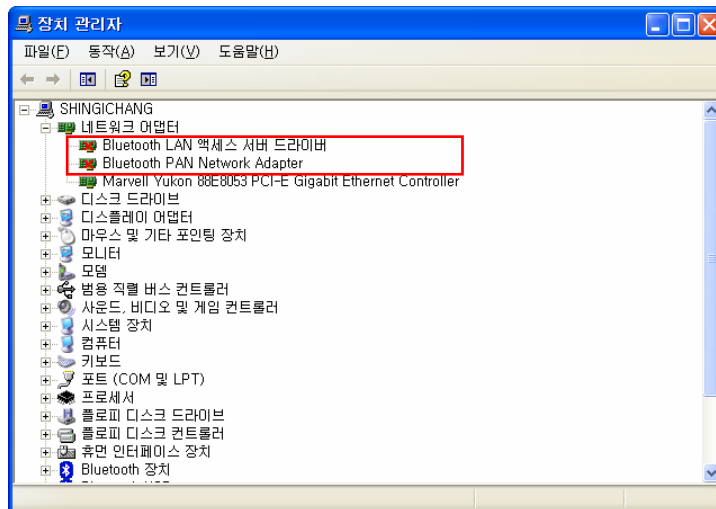 장치 관리자
파일(F) 동작(A) 보기(V) 도움말(H)
SHINGICHANG
네트워크 어댑터
Bluetooth LAN 액세스 서버 드라이버
Bluetooth PAN Network Adapter
Marvell Yukon 88E8053 PCI-E Gigabit Ethernet Controller
디스크 드라이브
디스플레이 어댑터
마우스 및 기타 포인팅 장치
모니터
모뎀
범용 직렬 버스 컨트롤러
사운드, 비디오 및 게임 컨트롤러
시스템 장치
컴퓨터
키보드
포트 (COM 및 LPT)
프로세서
플로피 디스크 드라이브
플로피 디스크 컨트롤러
휴먼 인터페이스 장치
Bluetooth 장치